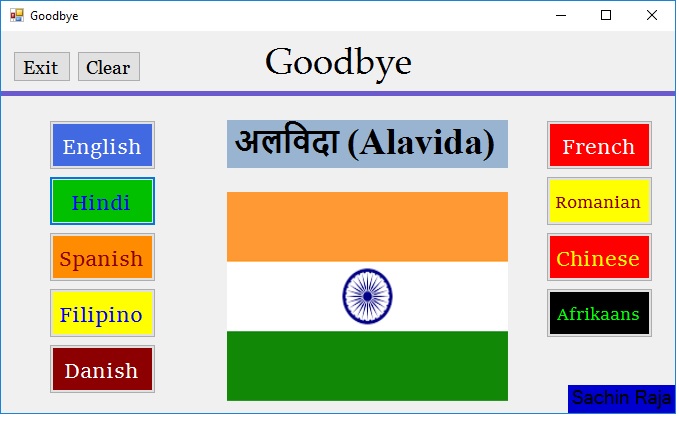 Goodbye
Goodbye
Exit
Clear
English
Hindi
Spanish
Filipino
Danish
अलविदा (Alavida)
French
Romanian
Chinese
Afrikaans
Sachin Raja